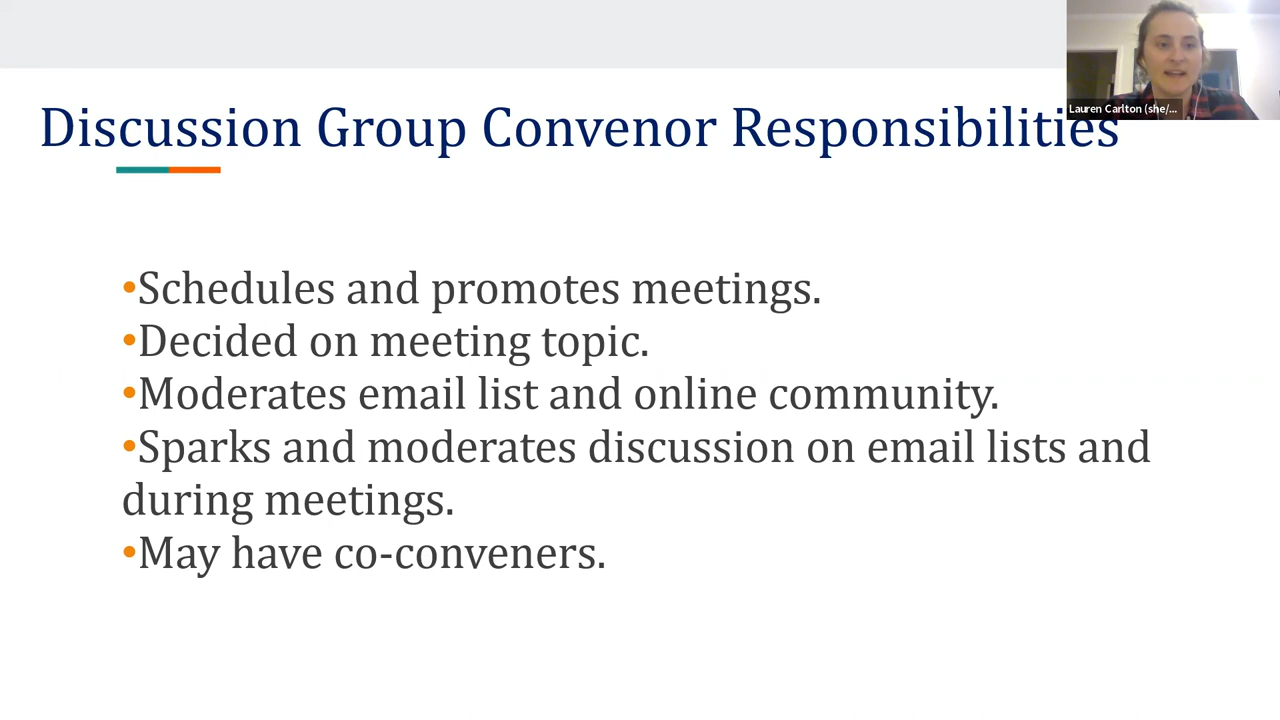 Discussion Group Convenor Responsibilities
Lauren Carlton (she/...
•Schedules and promotes meetings.
•Decided on meeting topic.
•Moderates email list and online community.
•Sparks and moderates discussion on email lists and
during meetings.
•May have co-conveners.